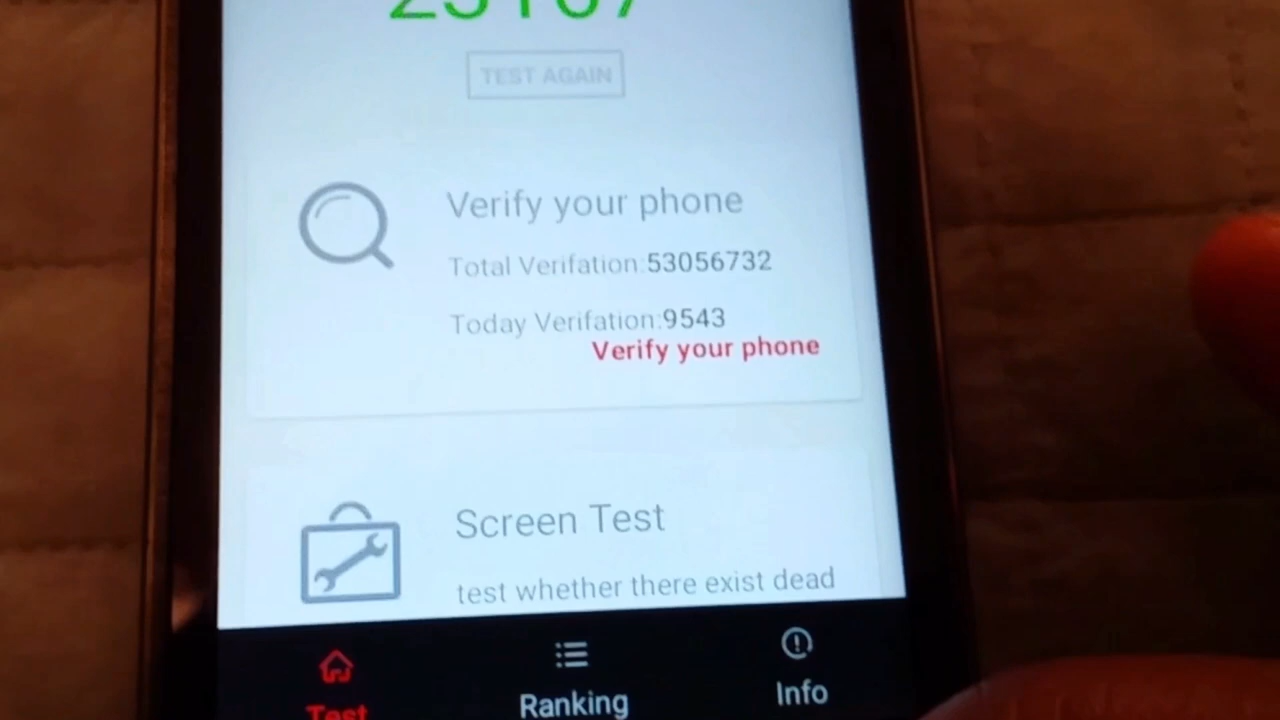 TEST AGAIN
Verify your phone
Total Verifation:53056732
Today Verifation:9543
Verify your phone
Screen Test
test whether there exist dead
Test
Ranking
Info